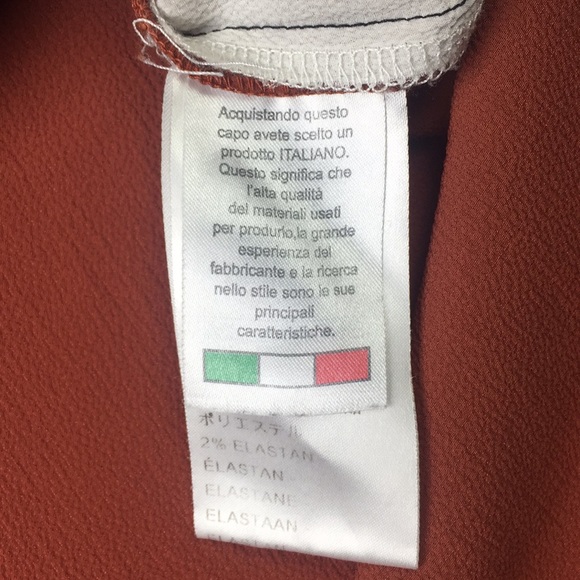 Acquistando questo
capo avete scelto un
prodotto ITALIANO.
Questo significa che
l'alta qualità
dei materiali usati
per produrlo,la grande
esperienza del
fabbricante e la ricerca
nello stile sono le sue
principali
caratteristiche.
ポリエステル
2% ELASTAN
ÉLASTAN
ELASTANE
ELASTAAN